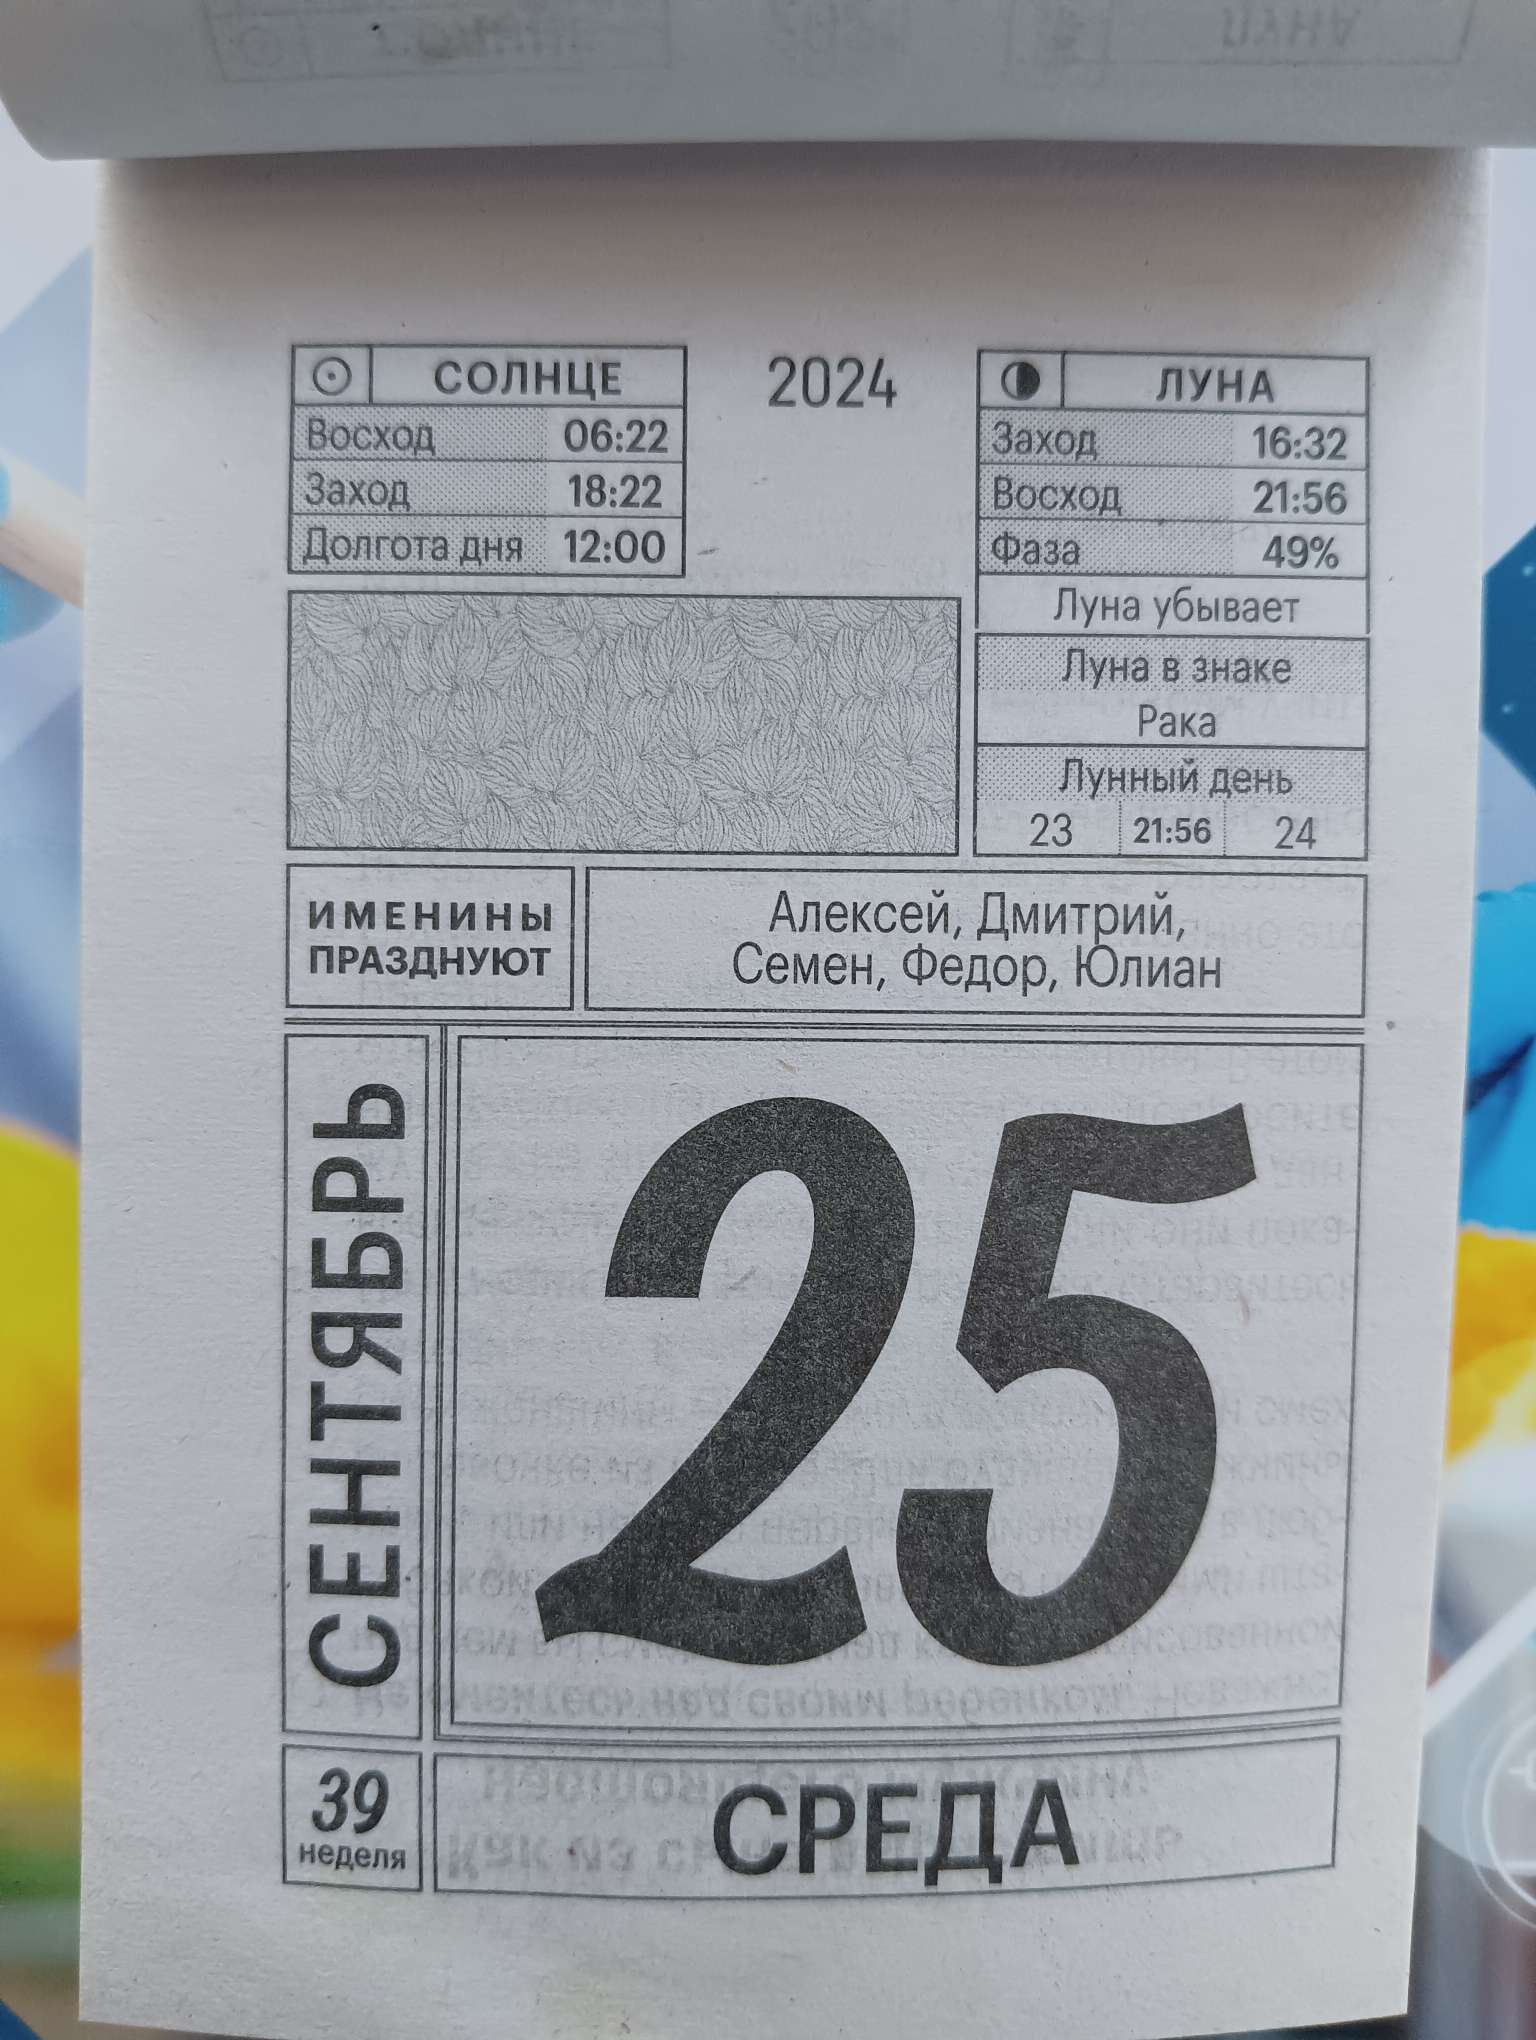 СОЛНЦЕ
Восход 06:22
Заход 18:22
Долгота дня 12:00
2024
ЛУНА
Заход 16:32
Восход 21:56
Фаза 49%
Луна убывает
Луна в знаке
Рака
Лунный день
23 21:56 24
ИМЕНИНЫ
ПРАЗДНУЮТ
Алексей, Дмитрий,
Семен, Федор, Юлиан
СЕНТЯБРЬ
25
39
неделя
СРЕДА